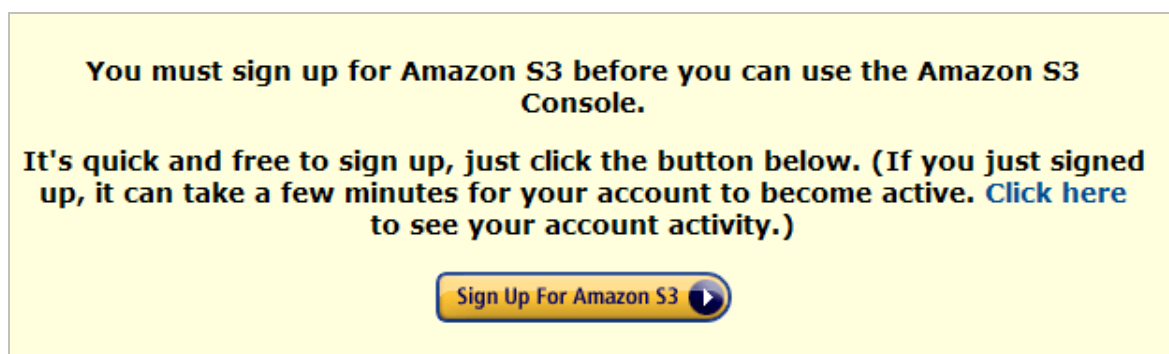 You must sign up for Amazon S3 before you can use the Amazon S3
Console.
It's quick and free to sign up, just click the button below. (If you just signed
up, it can take a few minutes for your account to become active. Click here
to see your account activity.)
Sign Up For Amazon S3